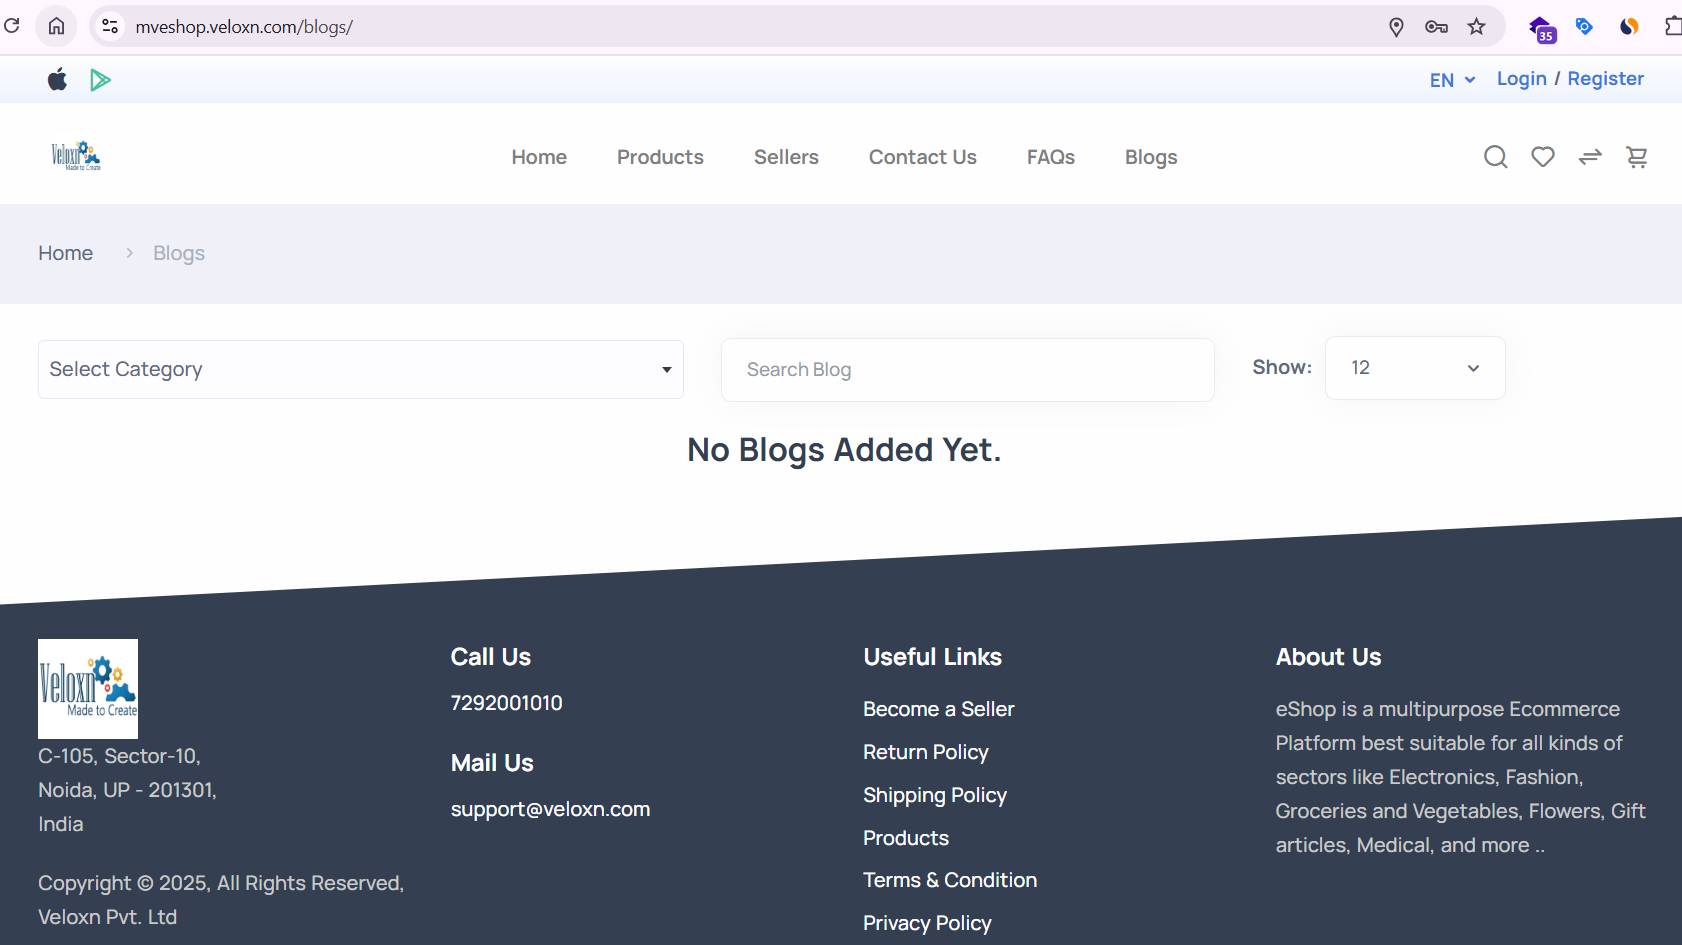 mveshop.veloxn.com/blogs/
35
EN
Login / Register
Veloxn
Made to Create
Home
Products
Sellers
Contact Us
FAQs
Blogs
Home
Blogs
Select Category
Search Blog
Show:
12
No Blogs Added Yet.
Veloxn
Made to Create
C-105, Sector-10,
Noida, UP - 201301,
India
Copyright © 2025, All Rights Reserved,
Veloxn Pvt. Ltd
Call Us
7292001010
Mail Us
support@veloxn.com
Useful Links
Become a Seller
Return Policy
Shipping Policy
Products
Terms & Condition
Privacy Policy
About Us
eShop is a multipurpose Ecommerce
Platform best suitable for all kinds of
sectors like Electronics, Fashion,
Groceries and Vegetables, Flowers, Gift
articles, Medical, and more ..